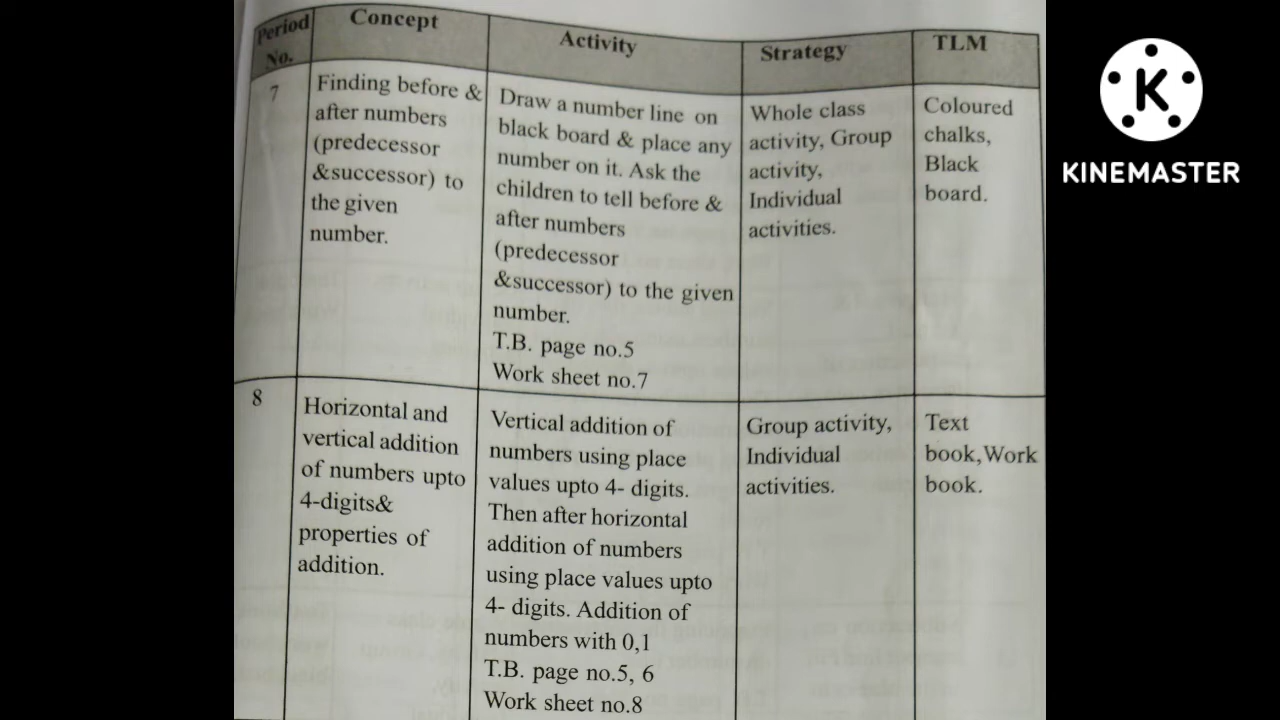 Period No.
Concept
Activity
Strategy
TLM
7
Finding before &
after numbers
(predecessor
&successor) to
the given
number.
Draw a number line on
black board & place any
number on it. Ask the
children to tell before &
after numbers
(predecessor
&successor) to the given
number.
T.B. page no.5
Work sheet no.7
Whole class
activity, Group
activity,
Individual
activities.
Coloured
chalks,
Black
board.
8
Horizontal and
vertical addition
of numbers upto
4-digits&
properties of
addition.
Vertical addition of
numbers using place
values upto 4- digits.
Then after horizontal
addition of numbers
using place values upto
4- digits. Addition of
numbers with 0,1
T.B. page no.5, 6
Work sheet no.8
Group activity,
Individual
activities.
Text
book,Work
book.
K
KINEMASTER